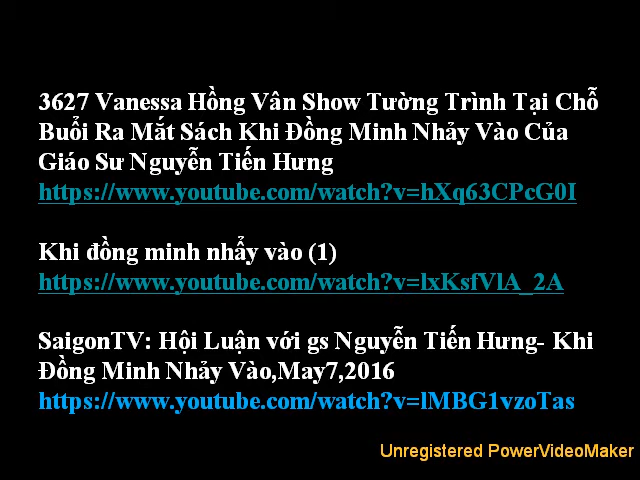 3627 Vanessa Hồng Vân Show Tường Trình Tại Chỗ
Buổi Ra Mắt Sách Khi Đồng Minh Nhảy Vào Của
Giáo Sư Nguyễn Tiến Hưng
https://www.youtube.com/watch?v=hXq63CPcG0I
Khi đồng minh nhẩy vào (1)
https://www.youtube.com/watch?v=lxKsfVlA_2A
SaigonTV: Hội Luận với gs Nguyễn Tiến Hưng- Khi
Đồng Minh Nhảy Vào,May7,2016
https://www.youtube.com/watch?v=lMBG1vzoTas
Unregistered PowerVideoMaker